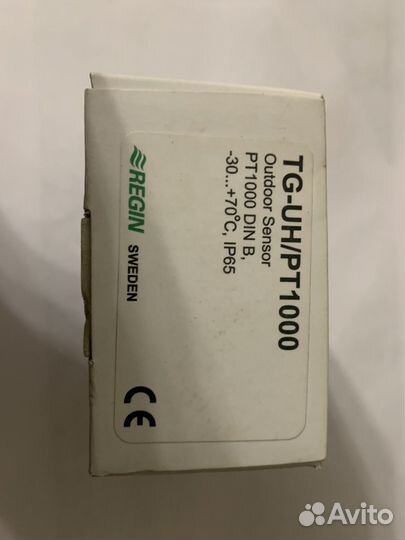 TG-UH/PT1000
Outdoor Sensor
PT1000 DIN B,
-30...+70°C, IP65
REGIN
SWEDEN
CE
Avito